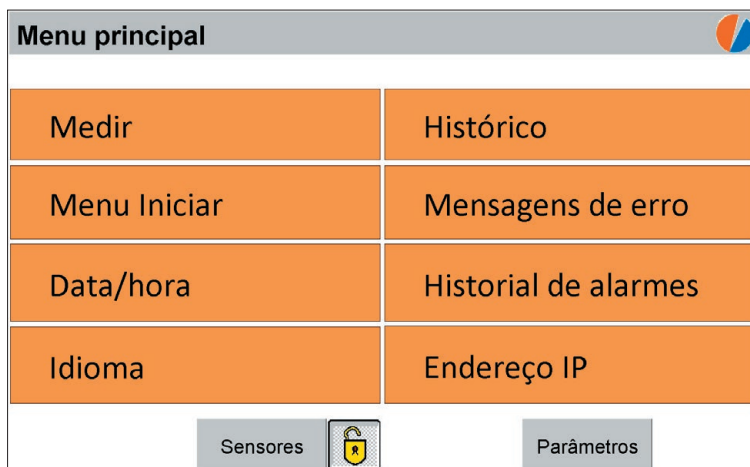 Menu principal
Medir
Histórico
Menu Iniciar
Mensagens de erro
Data/hora
Historial de alarmes
Idioma
Endereço IP
Sensores
Parâmetros